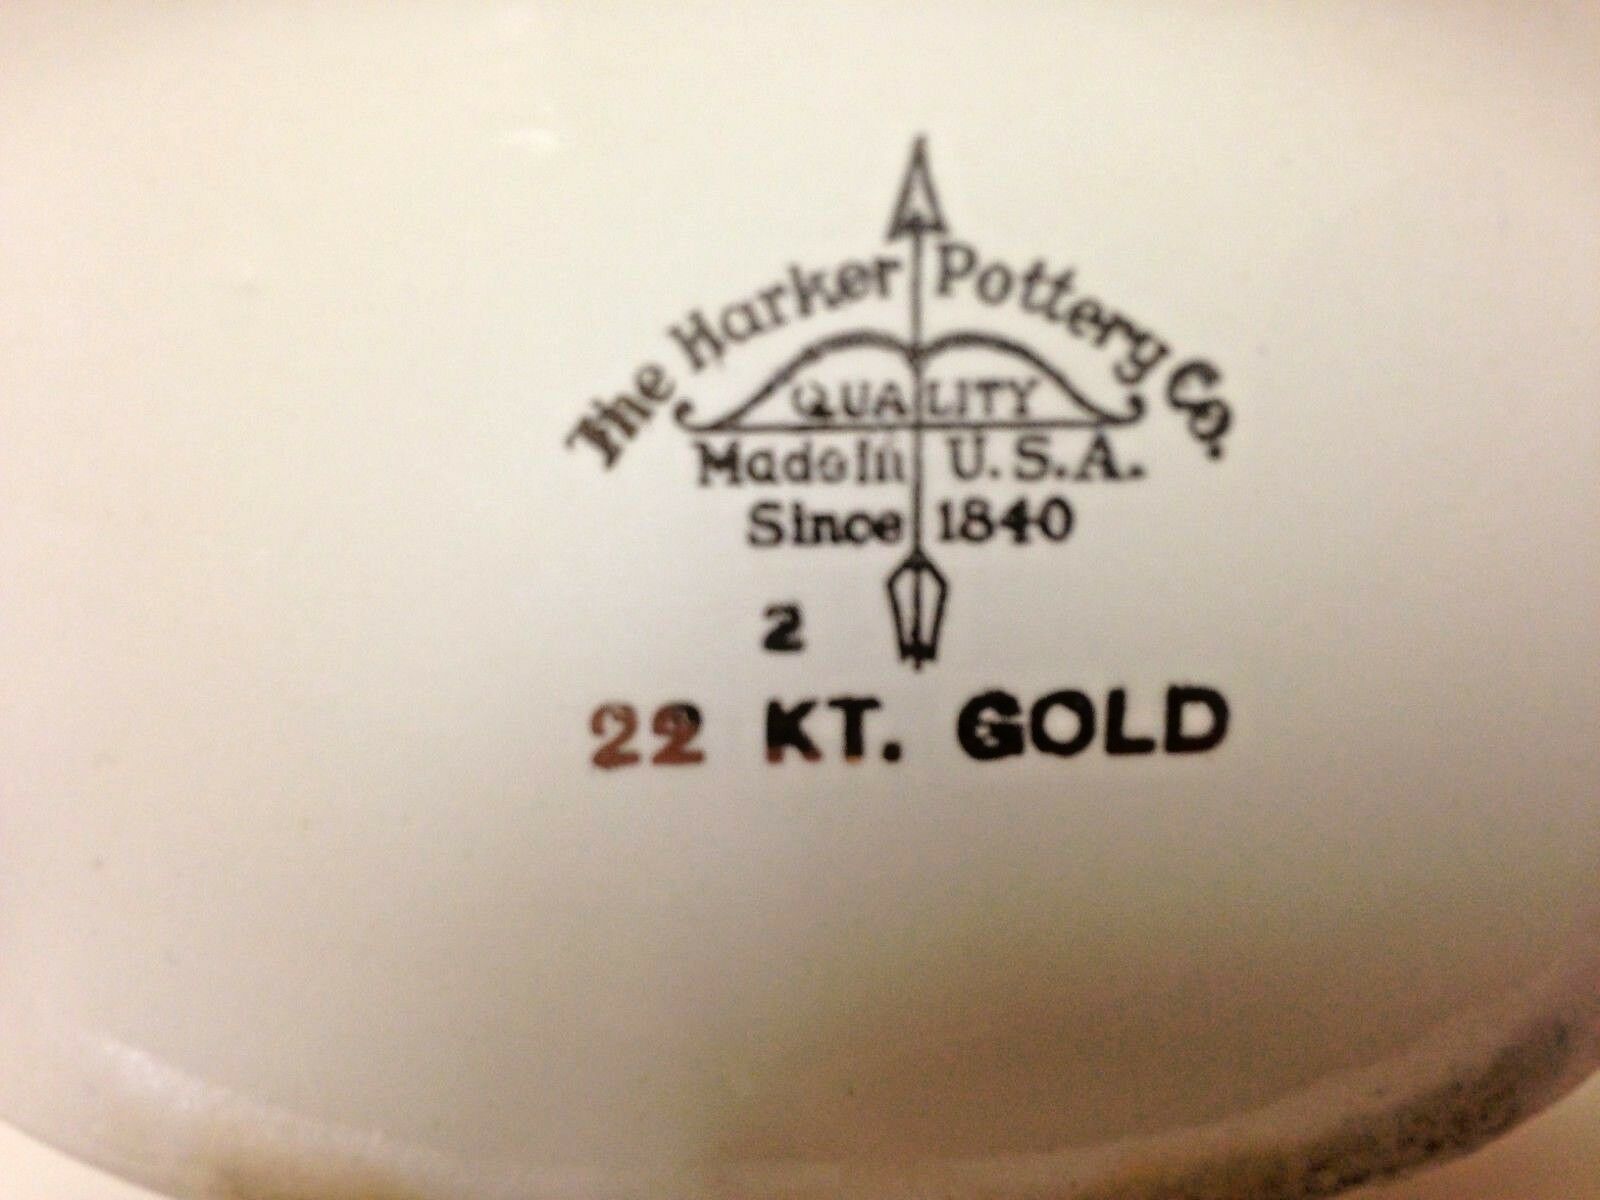 The Harker Pottery Co.
QUALITY
Made In U.S.A.
Since 1840
2
22 KT. GOLD